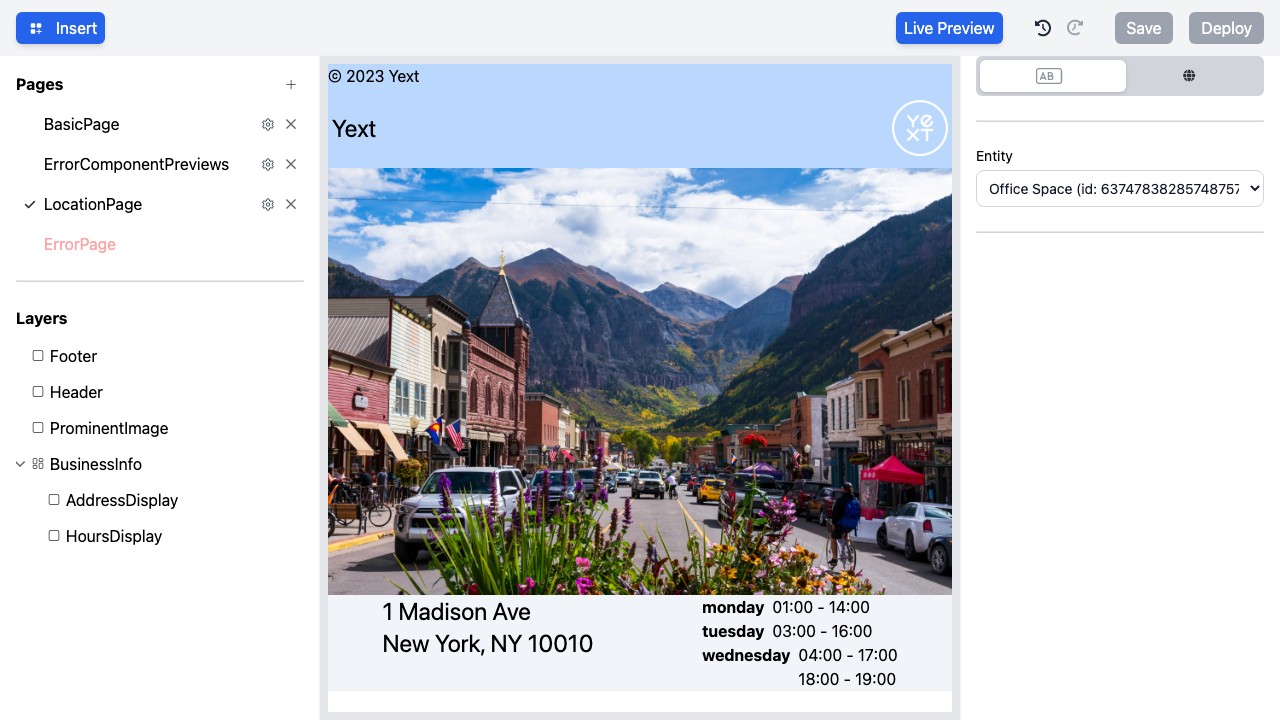 Insert
Live Preview
Save
Deploy
Pages
BasicPage
ErrorComponentPreviews
LocationPage
ErrorPage
Layers
Footer
Header
ProminentImage
BusinessInfo
AddressDisplay
HoursDisplay
© 2023 Yext
Yext
YEXT
1 Madison Ave
New York, NY 10010
monday 01:00 - 14:00
tuesday 03:00 - 16:00
wednesday 04:00 - 17:00
18:00 - 19:00
AB
Entity
Office Space (id: 63747838285748757